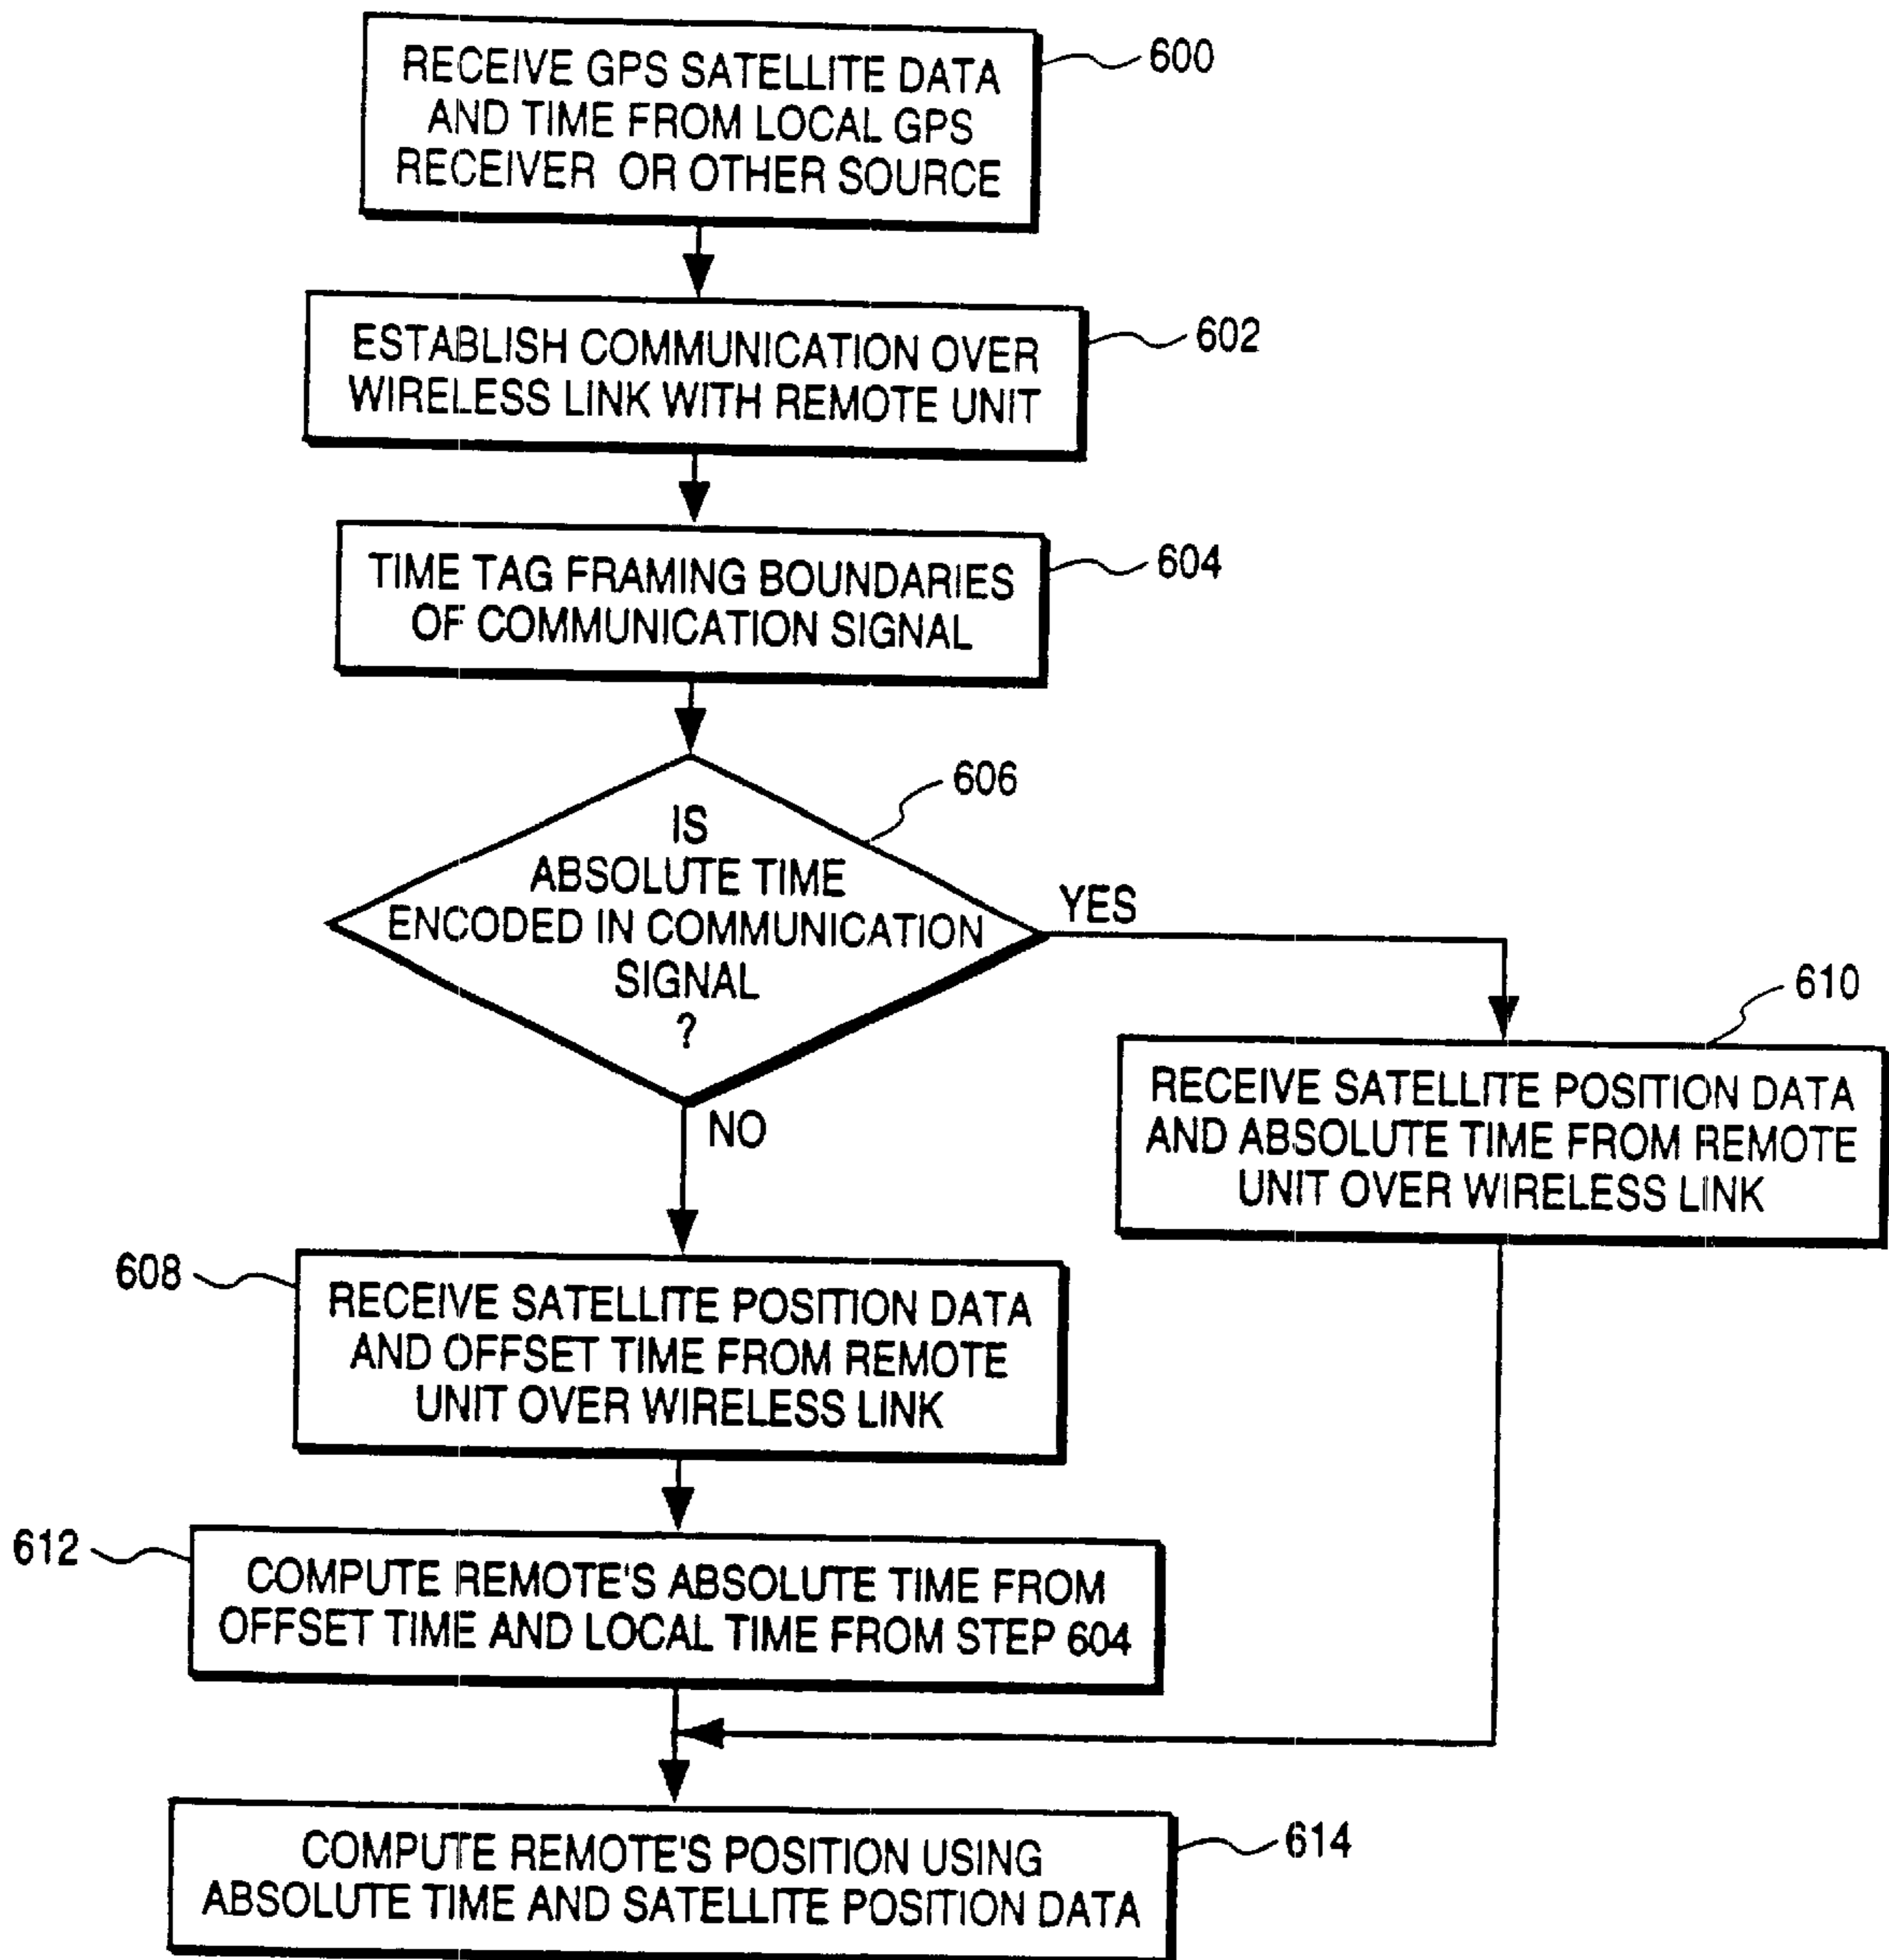 RECEIVE GPS SATELLITE DATA
AND TIME FROM LOCAL GPS
RECEIVER OR OTHER SOURCE
600
ESTABLISH COMMUNICATION OVER
WIRELESS LINK WITH REMOTE UNIT
602
TIME TAG FRAMING BOUNDARIES
OF COMMUNICATION SIGNAL
604
606
IS
ABSOLUTE TIME
ENCODED IN COMMUNICATION
SIGNAL
?
YES
NO
610
RECEIVE SATELLITE POSITION DATA
AND ABSOLUTE TIME FROM REMOTE
UNIT OVER WIRELESS LINK
608
RECEIVE SATELLITE POSITION DATA
AND OFFSET TIME FROM REMOTE
UNIT OVER WIRELESS LINK
612
COMPUTE REMOTE'S ABSOLUTE TIME FROM
OFFSET TIME AND LOCAL TIME FROM STEP 604
COMPUTE REMOTE'S POSITION USING
ABSOLUTE TIME AND SATELLITE POSITION DATA
614